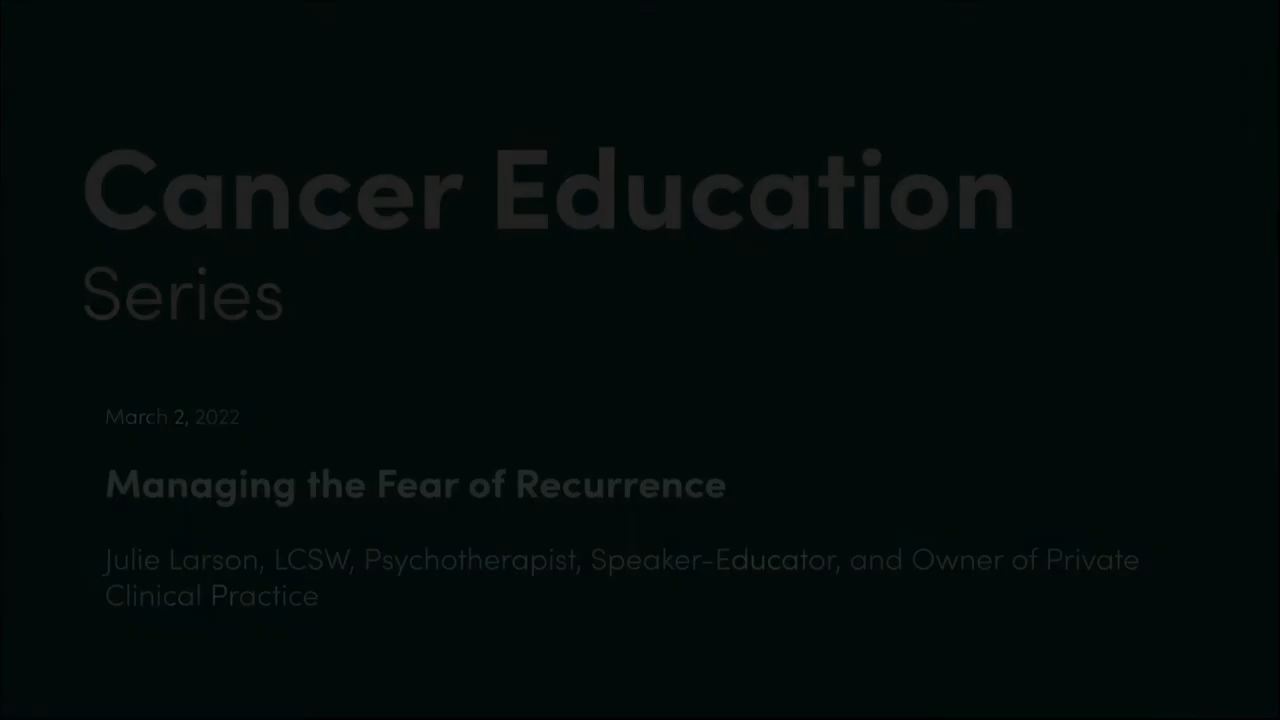 Cancer Education
Series
March 2, 2022
Managing the Fear of Recurrence
Julie Larson, LCSW, Psychotherapist, Speaker-Educator, and Owner of Private
Clinical Practice